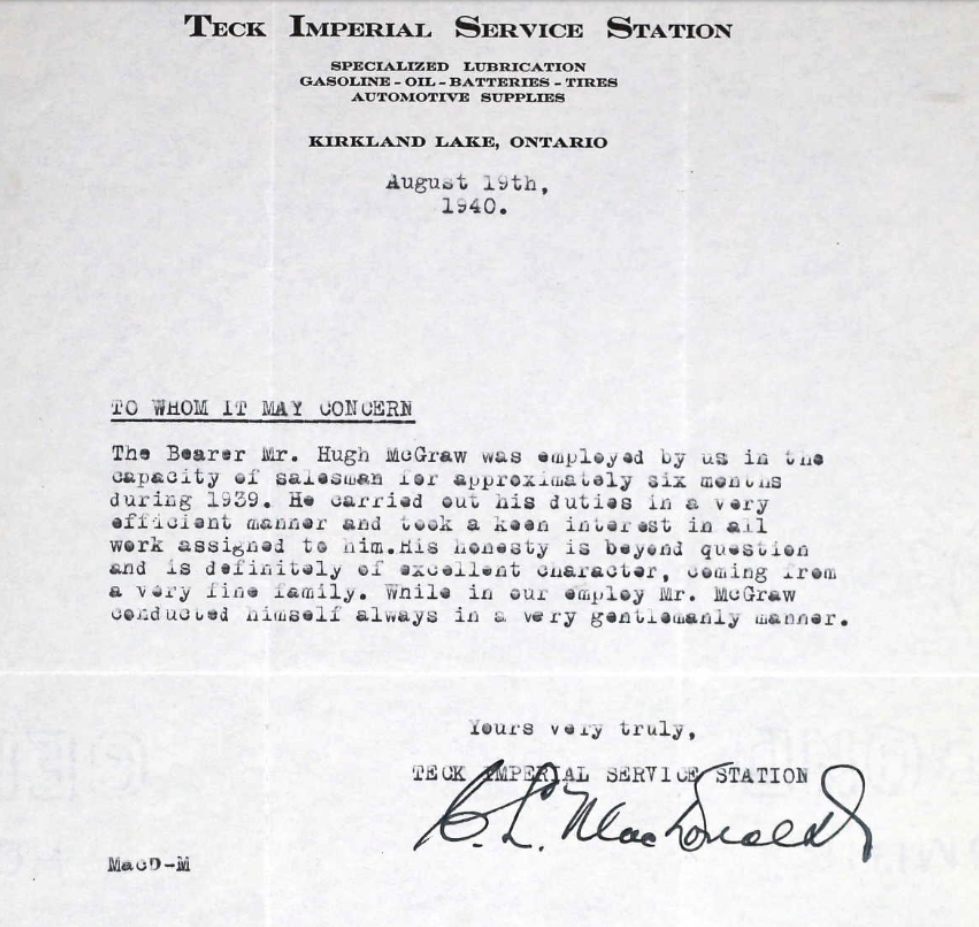 TECK IMPERIAL SERVICE STATION
SPECIALIZED LUBRICATION
GASOLINE - OIL - BATTERIES - TIRES
AUTOMOTIVE SUPPLIES
KIRKLAND LAKE, ONTARIO
August 19th,
1940.
TO WHOM IT MAY CONCERN
The Bearer Mr. Hugh McGraw was employed by us in the
capacity of salesman for approximately six months
during 1939. He carried out his duties in a very
efficient manner and took a keen interest in all
work assigned to him.His honesty is beyond question
and is definitely of excellent character, coming from
a very fine family. While in our employ Mr. McGraw
conducted himself always in a very gentlemanly manner.
Yours very truly,
TECK IMPERIAL SERVICE STATION
MacDonald
MacD-M